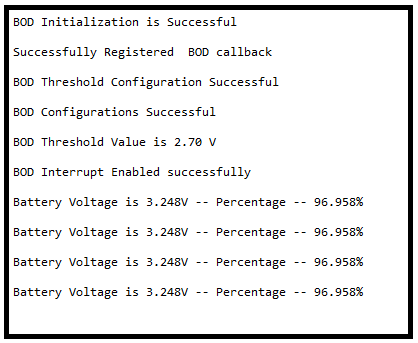 BOD Initialization is Successful
Successfully Registered  BOD callback
BOD Threshold Configuration Successful
BOD Configurations Successful
BOD Threshold Value is 2.70 V
BOD Interrupt Enabled successfully
Battery Voltage is 3.248V -- Percentage -- 96.958%
Battery Voltage is 3.248V -- Percentage -- 96.958%
Battery Voltage is 3.248V -- Percentage -- 96.958%
Battery Voltage is 3.248V -- Percentage -- 96.958%